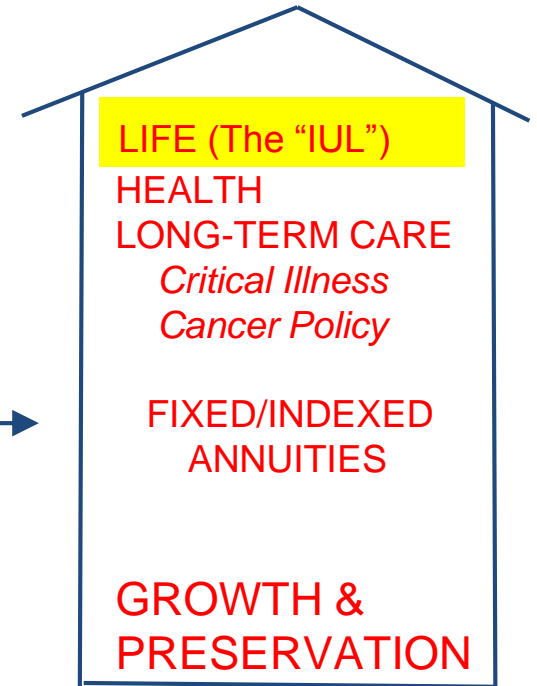 LIFE (The “IUL”)
HEALTH
LONG-TERM CARE
Critical Illness
Cancer Policy
FIXED/INDEXED
ANNUITIES
GROWTH &
PRESERVATION